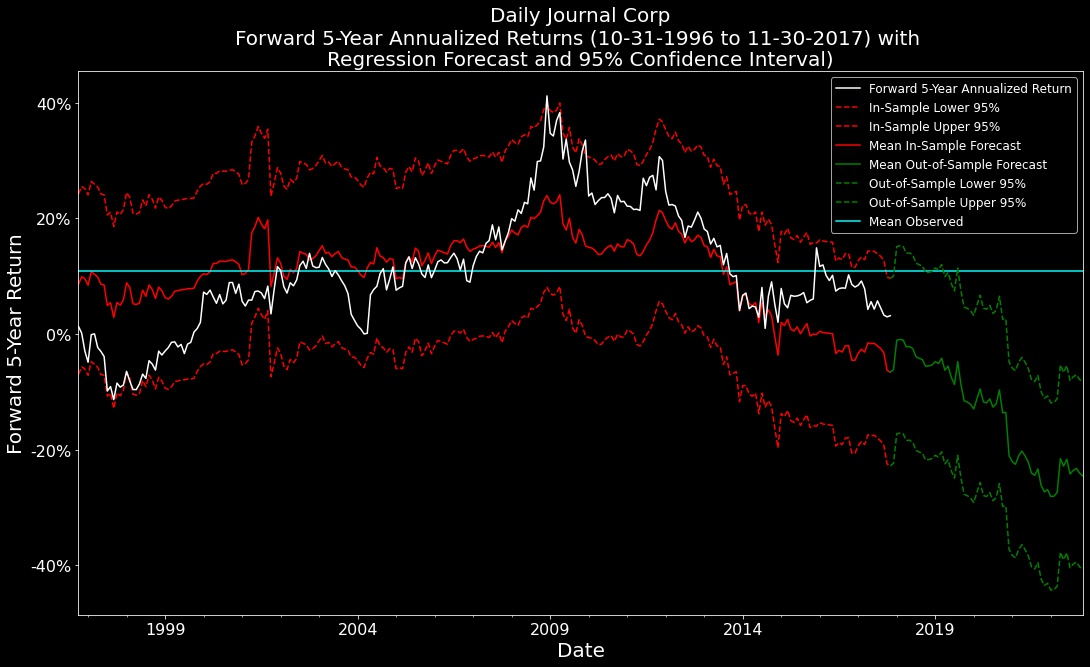 Daily Journal Corp
Forward 5-Year Annualized Returns (10-31-1996 to 11-30-2017) with
Regression Forecast and 95% Confidence Interval)
Forward 5-Year Annualized Return
In-Sample Lower 95%
In-Sample Upper 95%
Mean In-Sample Forecast
Mean Out-of-Sample Forecast
Out-of-Sample Lower 95%
Out-of-Sample Upper 95%
Mean Observed
Forward 5-Year Return
40%
20%
0%
-20%
-40%
1999
2004
2009
2014
2019
Date